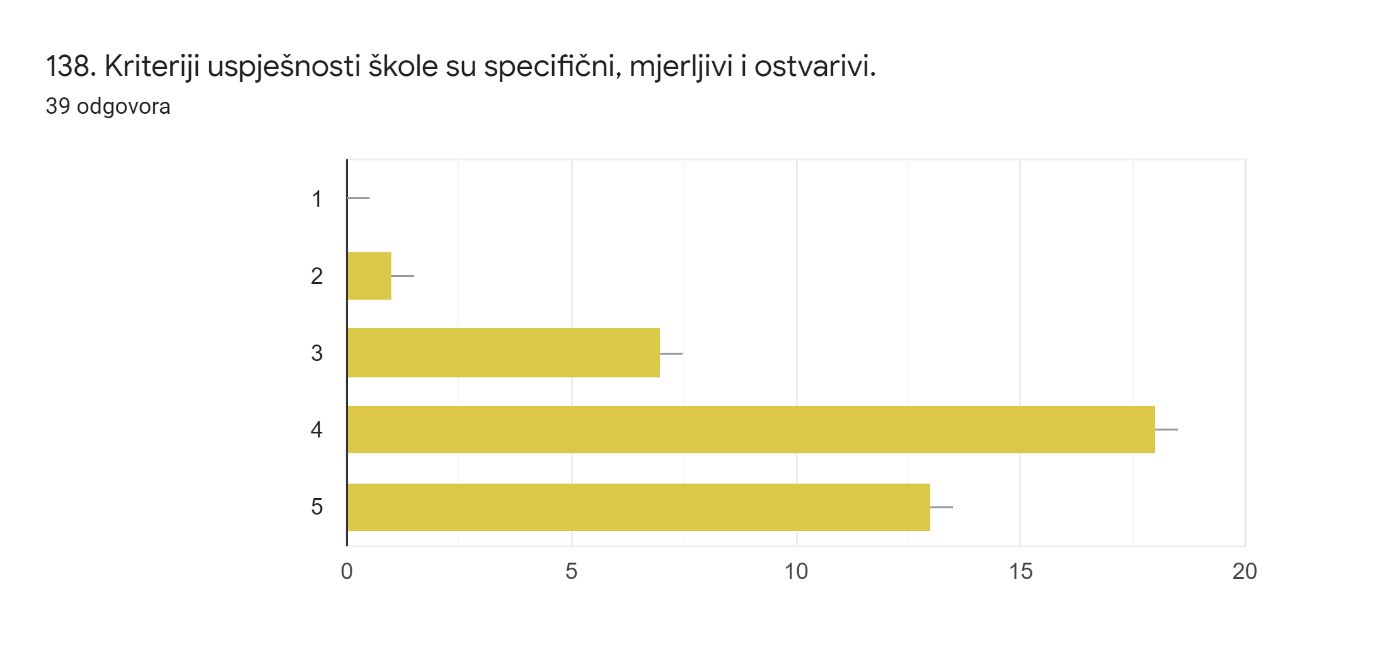 138. Kriteriji uspješnosti škole su specifični, mjerljivi i ostvarivi.
39 odgovora
1
2
3
4
5
0 5 10 15 20